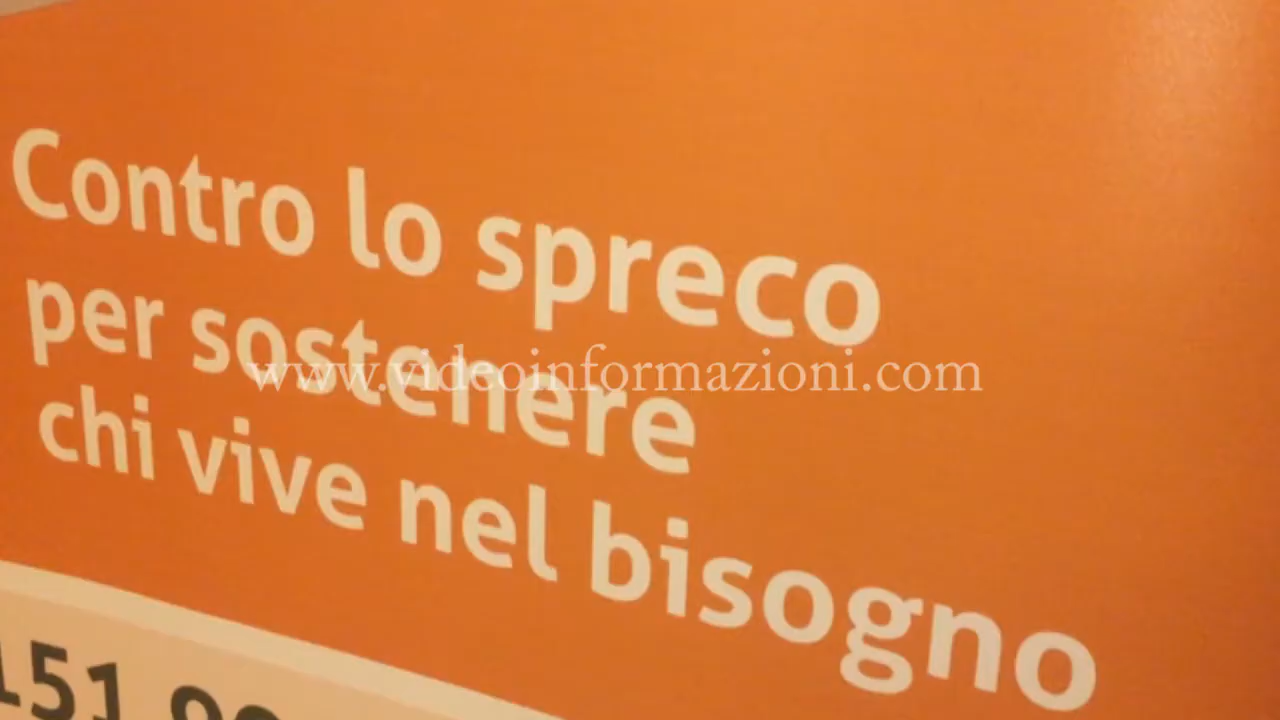 Contro lo spreco
per sostenere
www.videoinformazioni.com
chi vive nel bisogno